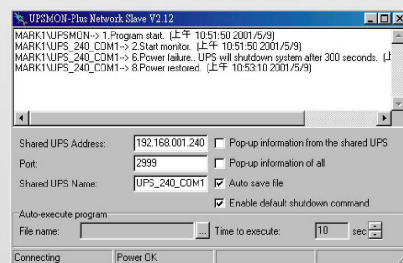 UPSMON-Plus Network Slave V2.12
MARK1\UPSMON--> 1.Program start. (上午 10:51:50 2001/5/9)
MARK1\UPS_240_COM1--> 2.Start monitor. (上午 10:51:50 2001/5/9)
MARK1\UPS_240_COM1--> 6.Power failure.. UPS will shutdown system after 300 seconds. (上
MARK1\UPS_240_COM1--> 8.Power restored. (上午 10:53:10 2001/5/9)
Shared UPS Address: 192.168.001.240 Pop-up information from the shared UPS
Port: 2999 Pop-up information of all
Shared UPS Name: UPS_240_COM1 Auto save file
Enable default shutdown command
Auto-execute program
File name: ... Time to execute: 10 sec
Connecting Power OK